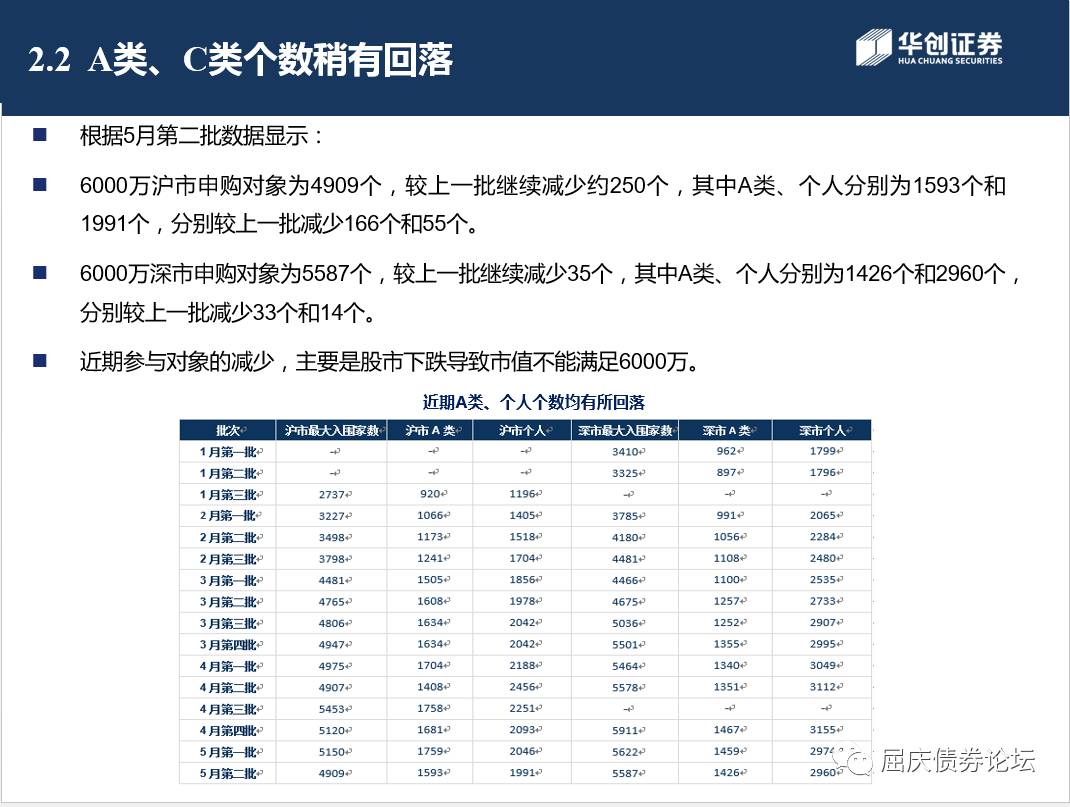 2.2 A类、C类个数稍有回落
华创证券
HUA CHUANG SECURITIES
■ 根据5月第二批数据显示：
■ 6000万沪市申购对象为4909个，较上一批继续减少约250个，其中A类、个人分别为1593个和
1991个，分别较上一批减少166个和55个。
■ 6000万深市申购对象为5587个，较上一批继续减少35个，其中A类、个人分别为1426个和2960个，
分别较上一批减少33个和14个。
■ 近期参与对象的减少，主要是股市下跌导致市值不能满足6000万。
近期A类、个人个数均有所回落
批次 沪市最大入围家数 沪市 A 类 沪市个人 深市最大入围家数 深市 A 类 深市个人
1 月第一批 - - - 3410 962 1799
1 月第二批 - - - 3325 897 1796
1 月第三批 2737 920 1196 - - -
2 月第一批 3227 1066 1405 3785 991 2065
2 月第二批 3498 1173 1518 4180 1056 2284
2 月第三批 3798 1241 1704 4481 1108 2480
3 月第一批 4481 1505 1856 4466 1100 2535
3 月第二批 4765 1608 1978 4675 1257 2733
3 月第三批 4806 1634 2042 5036 1252 2907
3 月第四批 4947 1634 2042 5501 1355 2995
4 月第一批 4975 1704 2188 5464 1340 3049
4 月第二批 4907 1408 2456 5578 1351 3112
4 月第三批 5453 1758 2251 - - -
4 月第四批 5120 1681 2093 5911 1467 3155
5 月第一批 5150 1759 2046 5622 1459 2974
5 月第二批 4909 1593 1991 5587 1426 2960
屈庆债券论坛